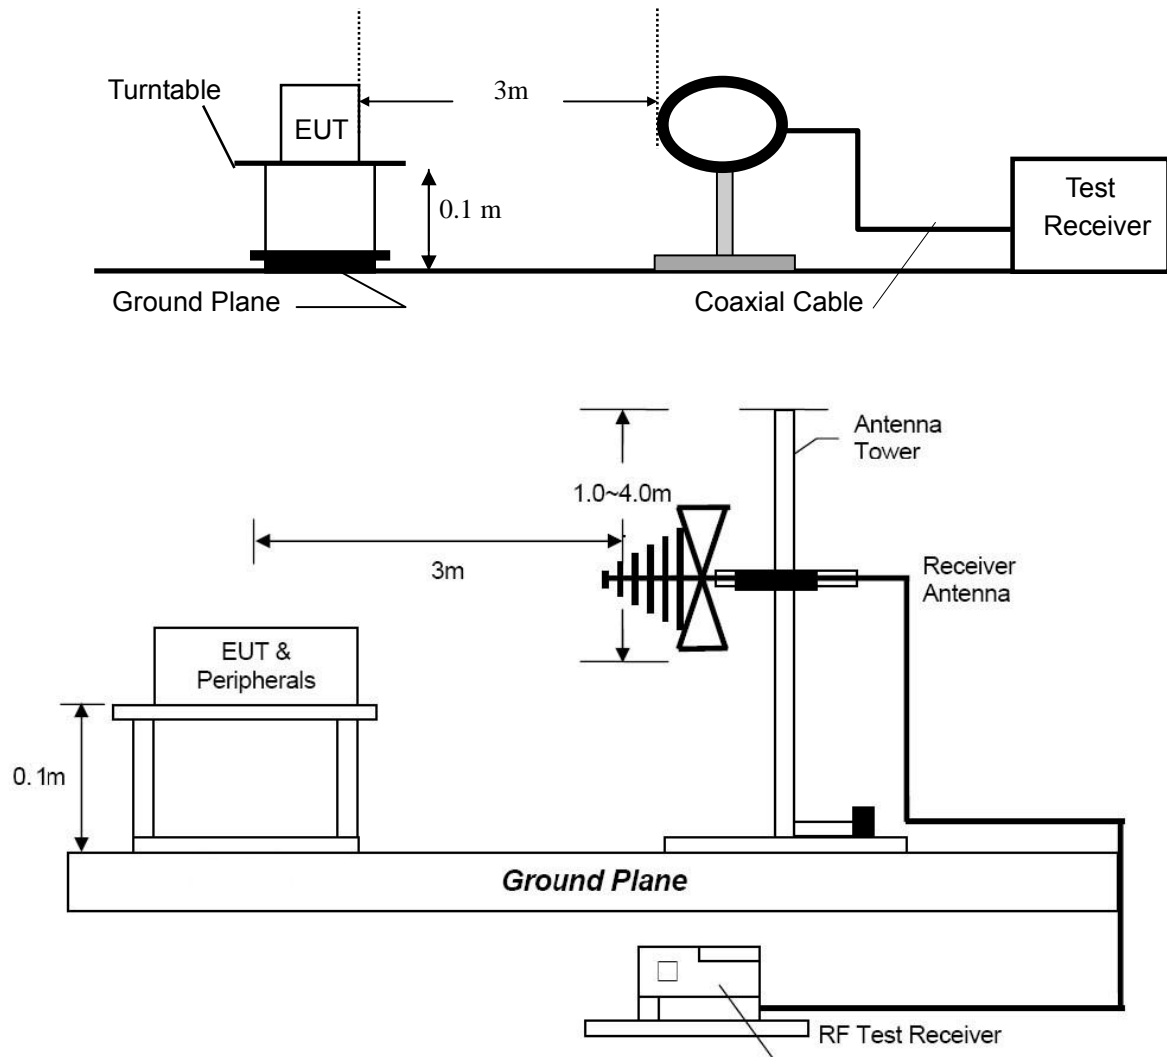 Turntable
EUT
3m
0.1 m
Test
Receiver
Ground Plane
Coaxial Cable
Antenna
Tower
1.0~4.0m
3m
Receiver
Antenna
EUT &
Peripherals
0.1m
Ground Plane
RF Test Receiver